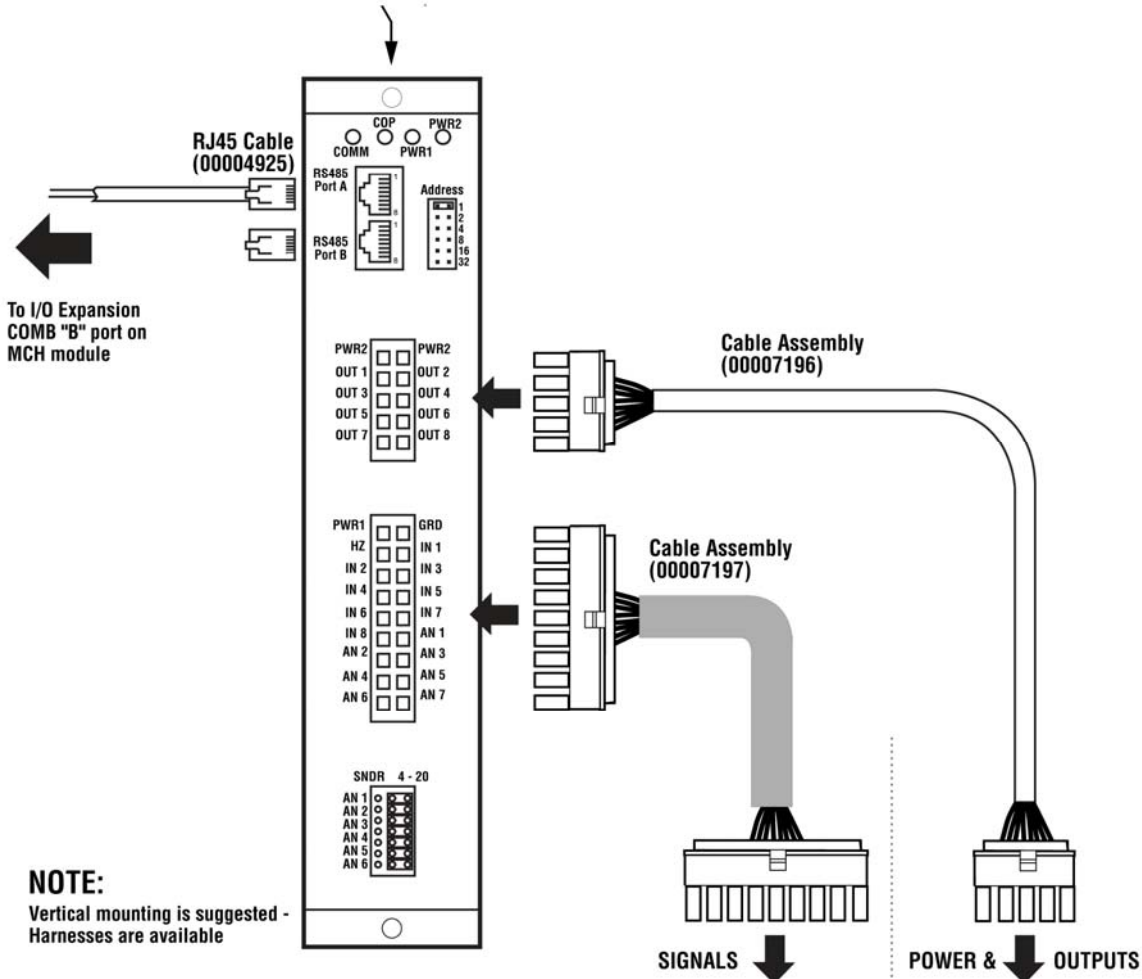 COP
PWR2
COMM
PWR1
RJ45 Cable
(00004925)
RS485
Port A
1
8
RS485
Port B
1
8
Address
1
2
4
8
16
32
To I/O Expansion
COMB "B" port on
MCH module
PWR2 PWR2
OUT 1 OUT 2
OUT 3 OUT 4
OUT 5 OUT 6
OUT 7 OUT 8
Cable Assembly
(00007196)
PWR1 GRD
HZ IN 1
IN 2 IN 3
IN 4 IN 5
IN 6 IN 7
IN 8 AN 1
AN 2 AN 3
AN 4 AN 5
AN 6 AN 7
Cable Assembly
(00007197)
SNDR 4 - 20
AN 1
AN 2
AN 3
AN 4
AN 5
AN 6
NOTE:
Vertical mounting is suggested -
Harnesses are available
SIGNALS
POWER & OUTPUTS